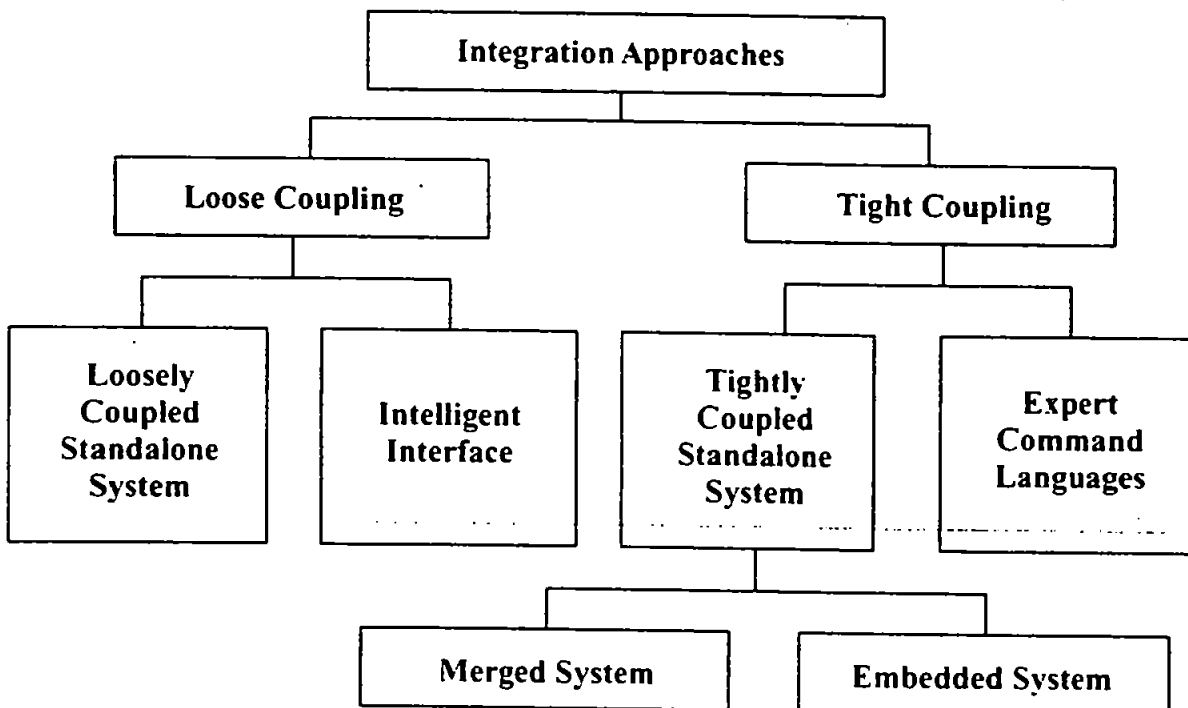 Integration Approaches
Loose Coupling
Tight Coupling
Loosely
Coupled
Standalone
System
Intelligent
Interface
Tightly
Coupled
Standalone
System
Expert
Command
Languages
Merged System
Embedded System